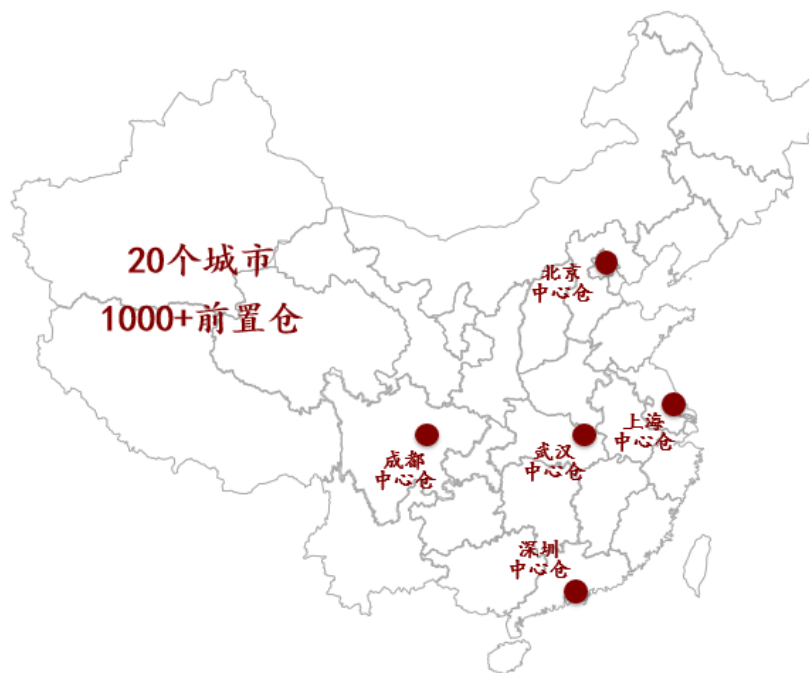 20个城市
1000+前置仓
北京
中心仓
上海
中心仓
武汉
中心仓
成都
中心仓
深圳
中心仓